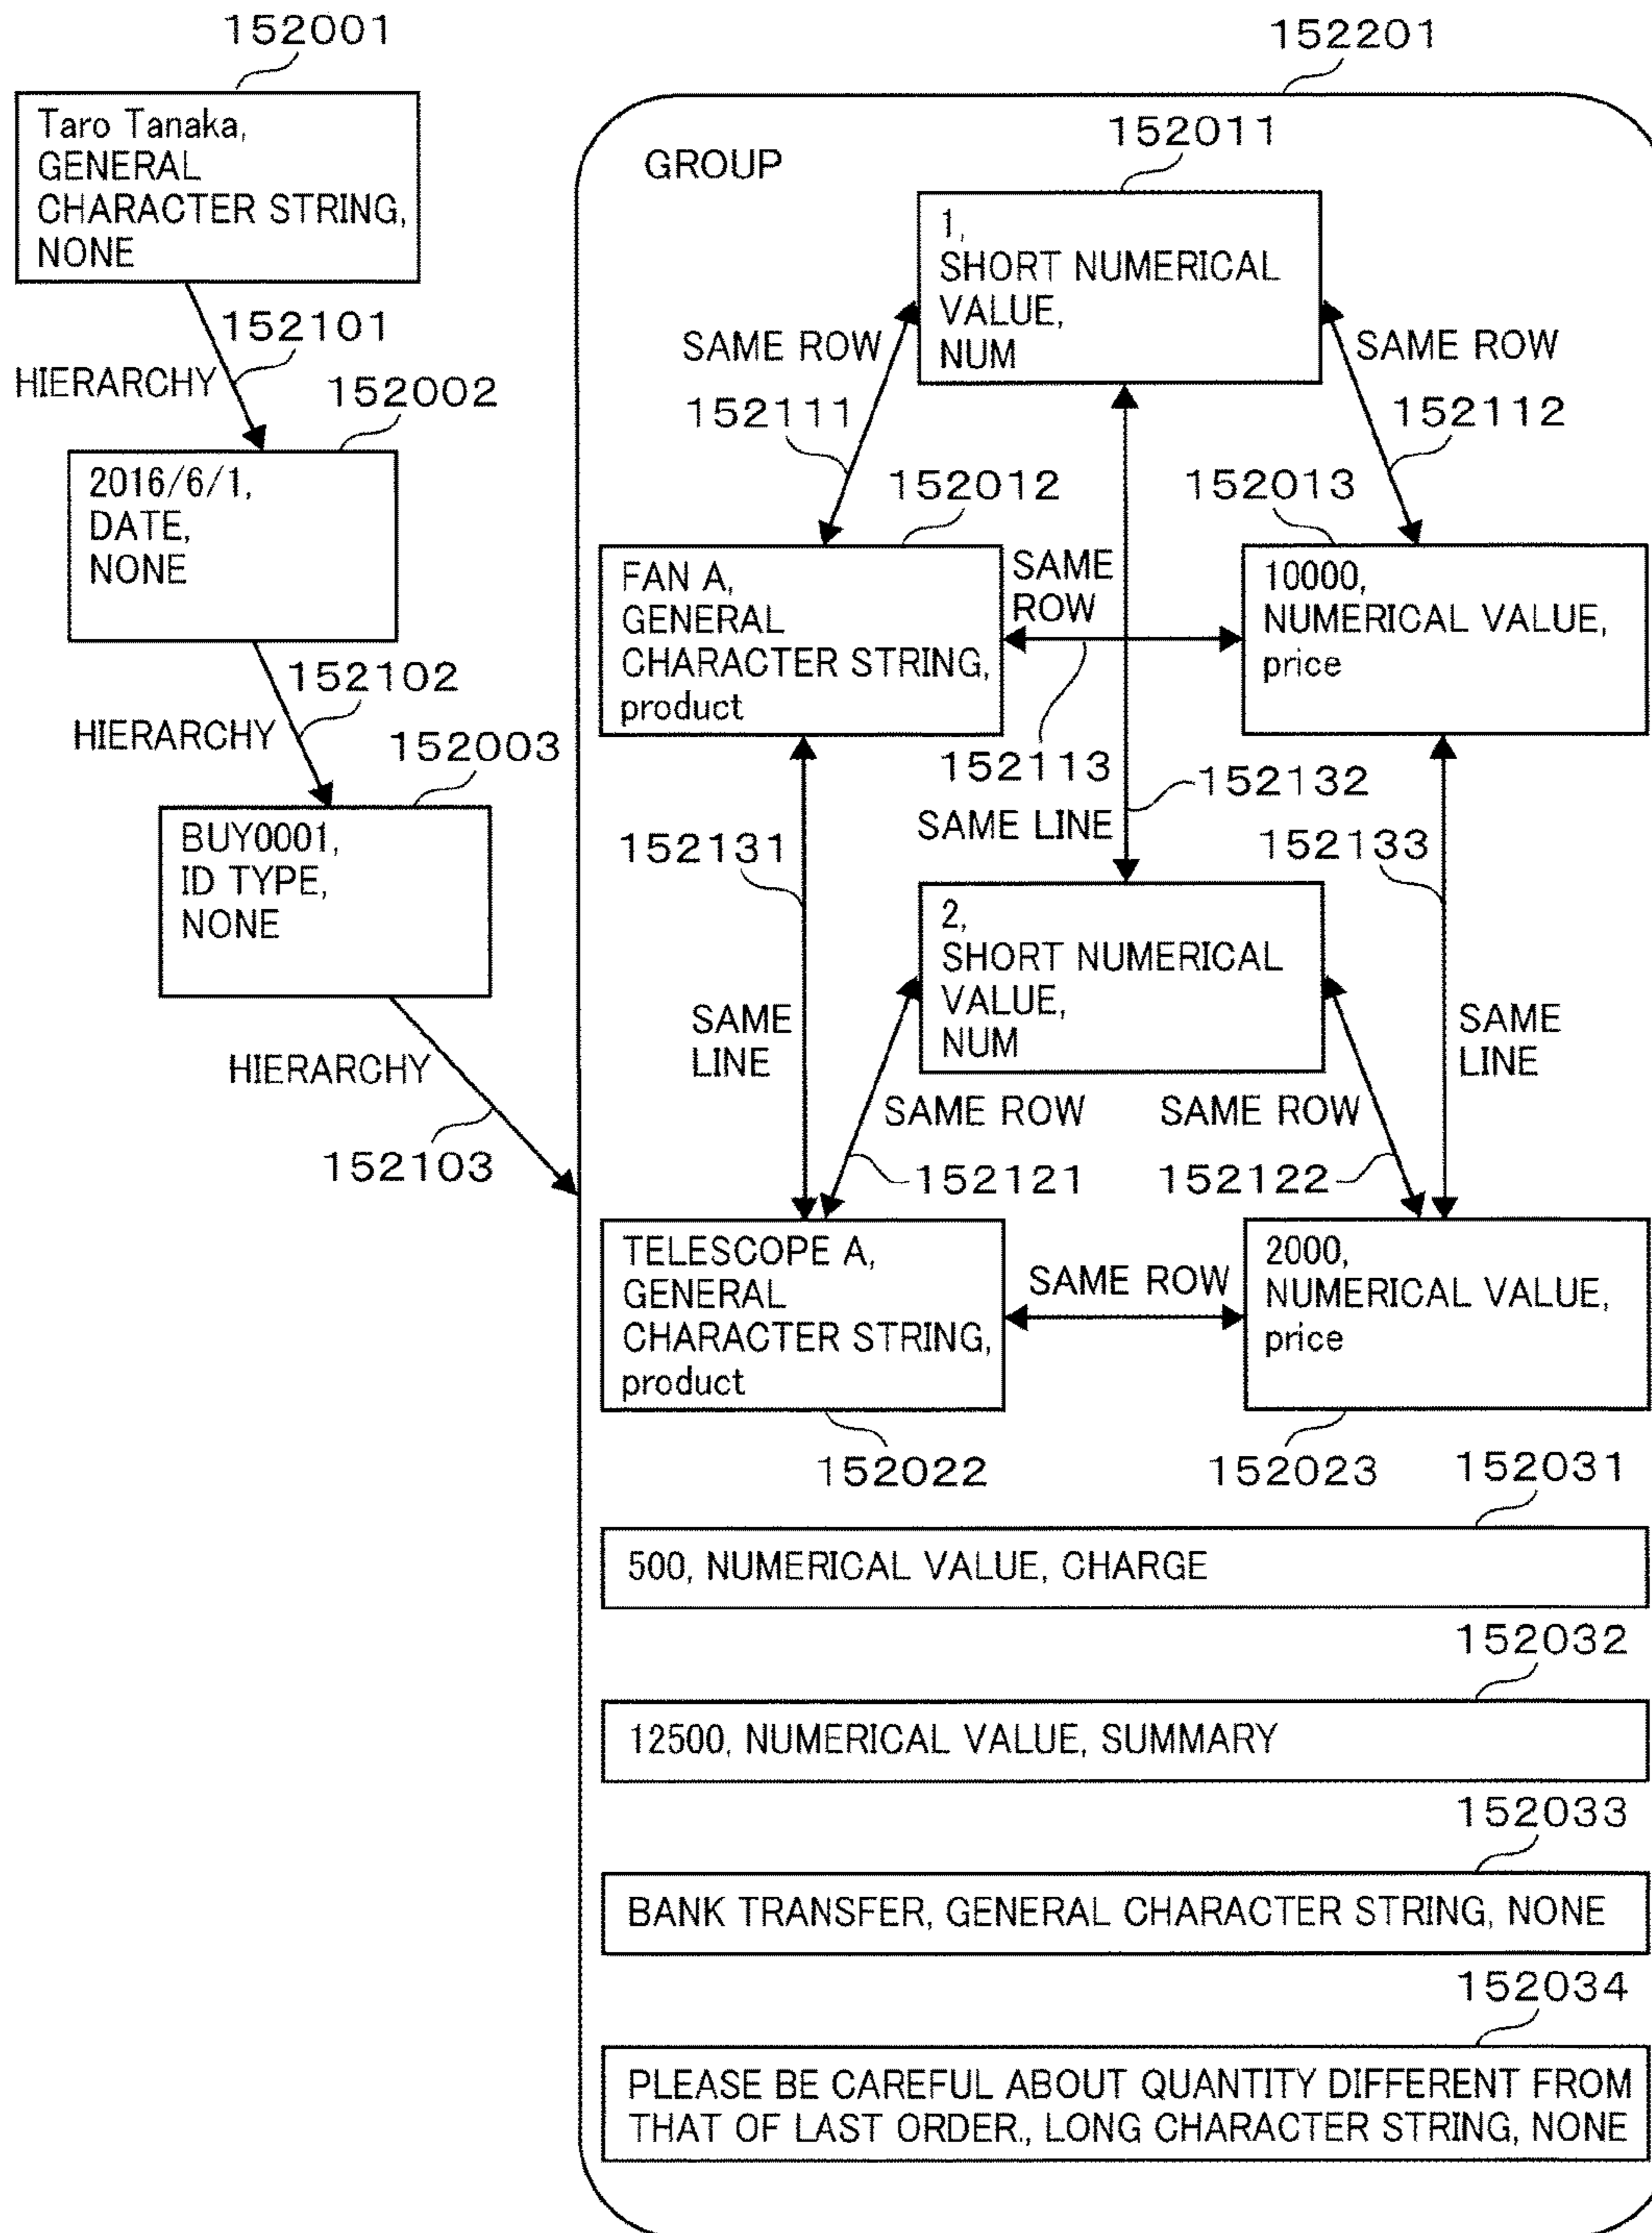 152001
Taro Tanaka,
GENERAL
CHARACTER STRING,
NONE
152101
HIERARCHY
152002
2016/6/1,
DATE,
NONE
152102
HIERARCHY
152003
BUY0001,
ID TYPE,
NONE
HIERARCHY
152103
152201
GROUP
152011
1,
SHORT NUMERICAL
VALUE,
NUM
SAME ROW
152111
SAME ROW
152112
152012
FAN A,
GENERAL
CHARACTER STRING,
product
SAME
ROW
152113
152013
10000,
NUMERICAL VALUE,
price
152131
SAME
LINE
SAME LINE
152132
152133
SAME
LINE
2,
SHORT NUMERICAL
VALUE,
NUM
SAME ROW
152121
SAME ROW
152122
TELESCOPE A,
GENERAL
CHARACTER STRING,
product
152022
SAME ROW
2000,
NUMERICAL VALUE,
price
152023
152031
500, NUMERICAL VALUE, CHARGE
152032
12500, NUMERICAL VALUE, SUMMARY
152033
BANK TRANSFER, GENERAL CHARACTER STRING, NONE
152034
PLEASE BE CAREFUL ABOUT QUANTITY DIFFERENT FROM
THAT OF LAST ORDER., LONG CHARACTER STRING, NONE